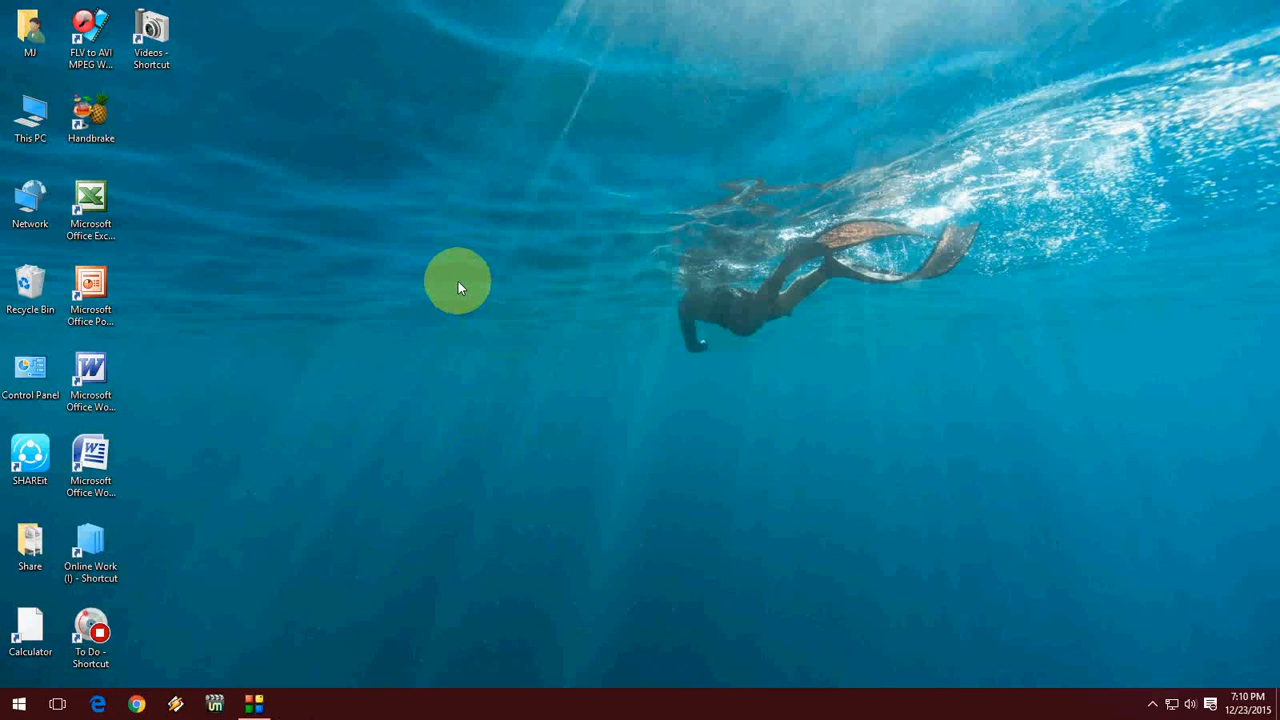 MJ
FLV to AVI
MPEG W...
Videos -
Shortcut
This PC
Handbrake
Network
Microsoft
Office Exc...
Recycle Bin
Microsoft
Office Po...
Control Panel
Microsoft
Office Wo...
SHAREit
Microsoft
Office Wo...
Share
Online Work
(I) - Shortcut
Calculator
To Do -
Shortcut
7:10 PM
12/23/2015